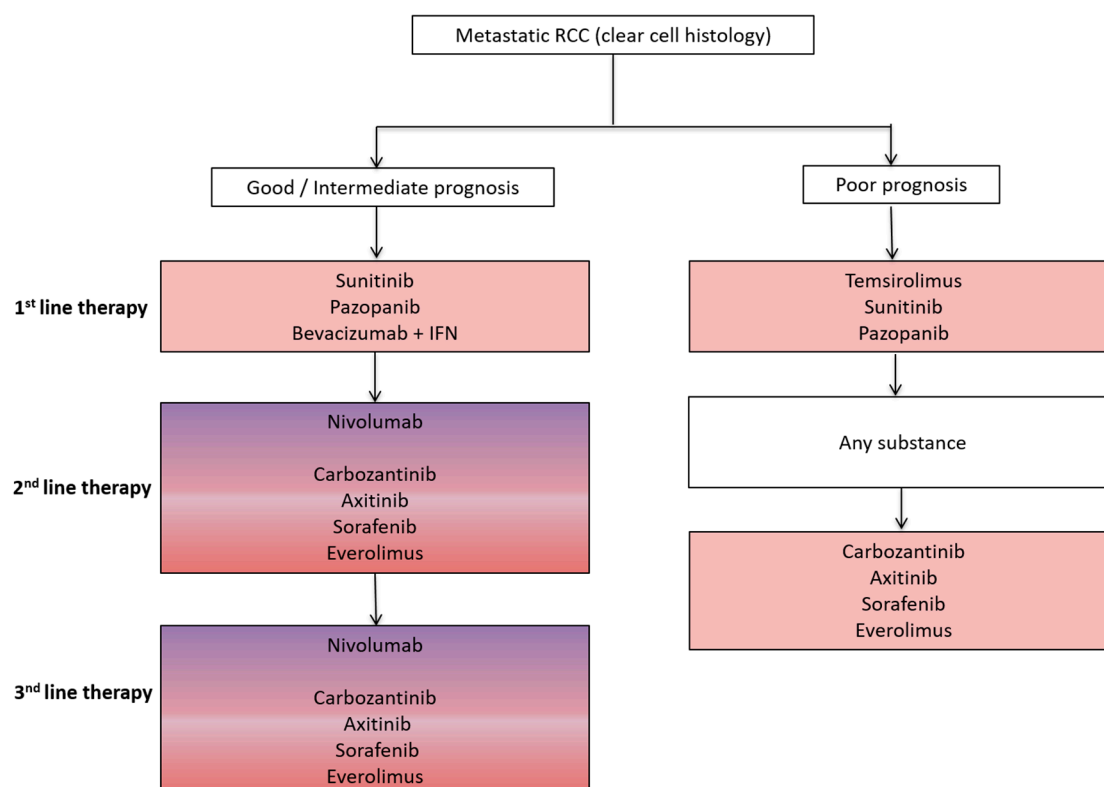 Metastatic RCC (clear cell histology)
Good / Intermediate prognosis
Poor prognosis
1st line therapy
Sunitinib
Pazopanib
Bevacizumab + IFN
Temsirolimus
Sunitinib
Pazopanib
2nd line therapy
Nivolumab
Carbozantinib
Axitinib
Sorafenib
Everolimus
Any substance
Carbozantinib
Axitinib
Sorafenib
Everolimus
3nd line therapy
Nivolumab
Carbozantinib
Axitinib
Sorafenib
Everolimus